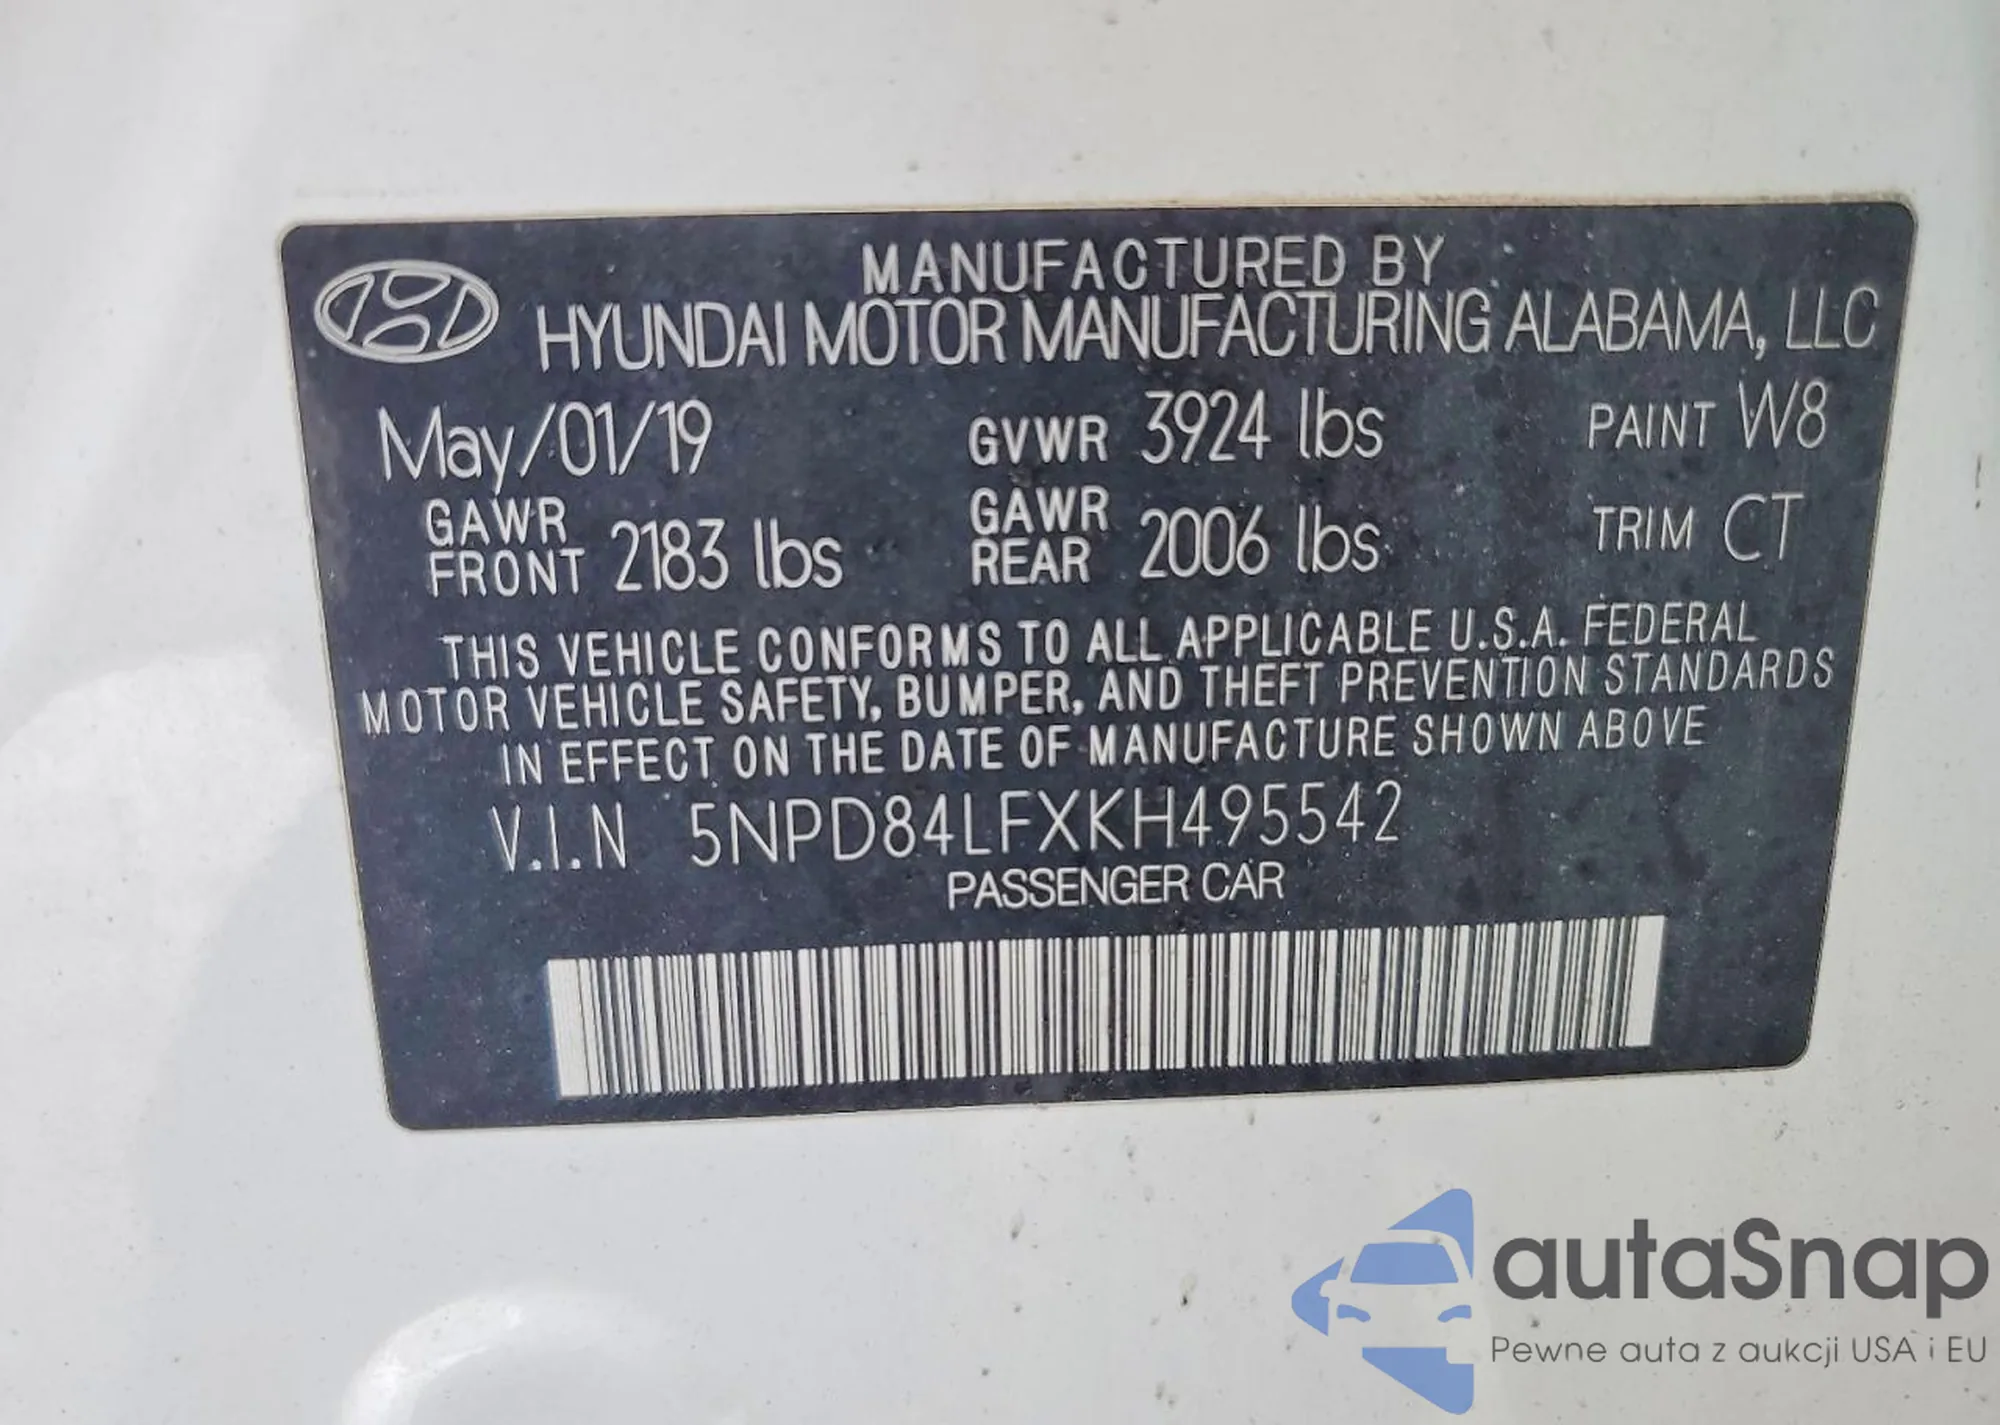 MANUFACTURED BY
HYUNDAI MOTOR MANUFACTURING ALABAMA, LLC
May/01/19 GVWR 3924 lbs PAINT W8
GAWR FRONT 2183 lbs GAWR REAR 2006 lbs TRIM CT
THIS VEHICLE CONFORMS TO ALL APPLICABLE U.S.A. FEDERAL
MOTOR VEHICLE SAFETY, BUMPER, AND THEFT PREVENTION STANDARDS
IN EFFECT ON THE DATE OF MANUFACTURE SHOWN ABOVE
V.I.N 5NPD84LFXKH495542
PASSENGER CAR
autaSnap
Pewne auta z aukcji USA i EU